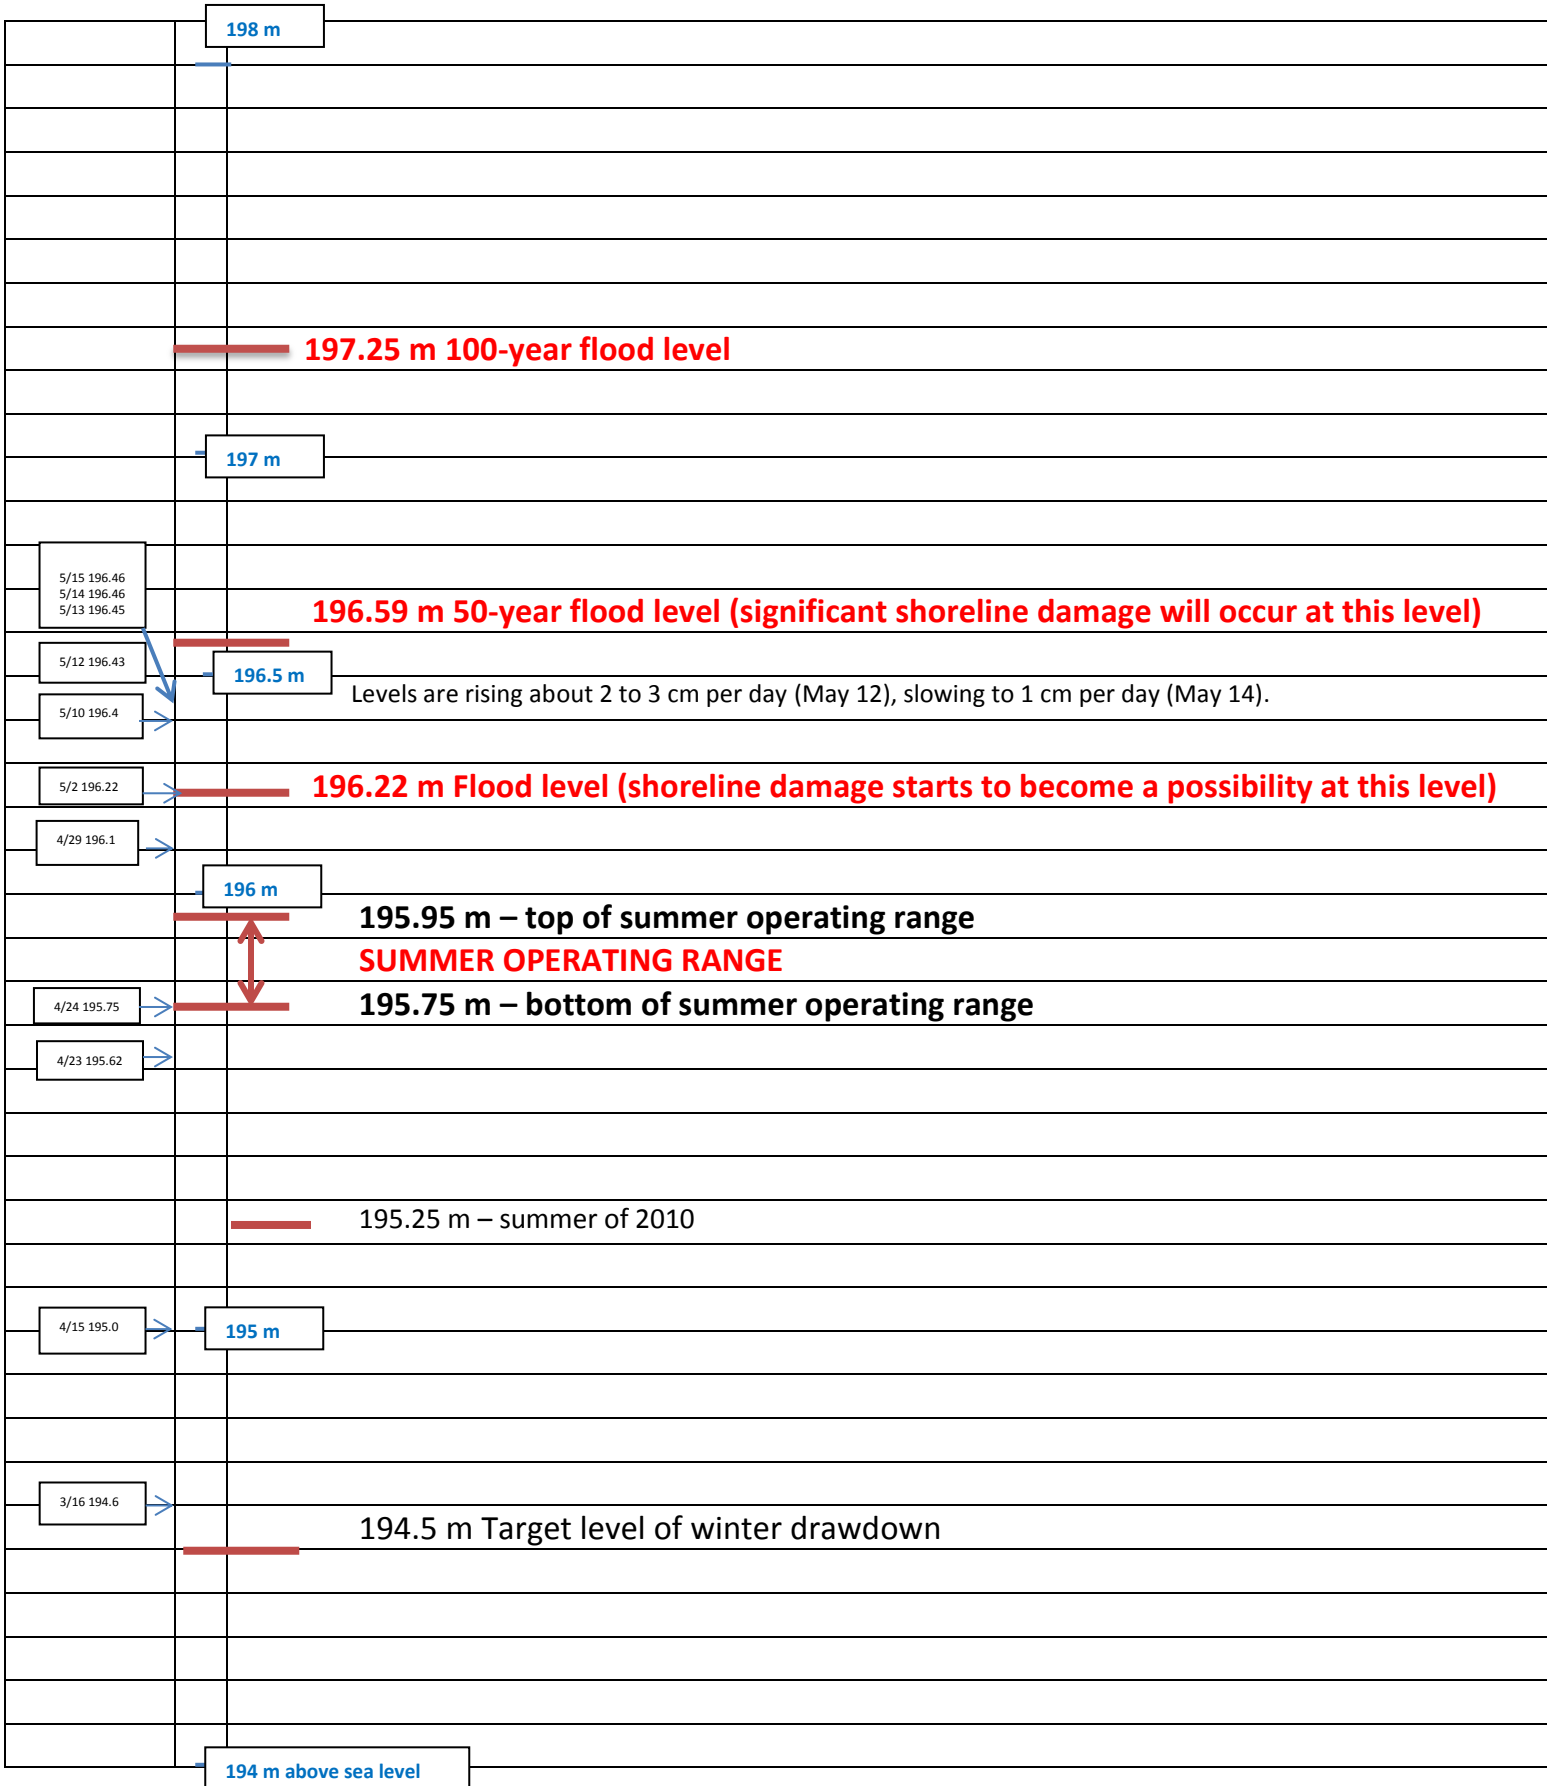 198 m
197.25 m 100-year flood level
197 m
5/15 196.46
5/14 196.46
5/13 196.45
196.59 m 50-year flood level (significant shoreline damage will occur at this level)
5/12 196.43
196.5 m
Levels are rising about 2 to 3 cm per day (May 12), slowing to 1 cm per day (May 14).
5/10 196.4
5/2 196.22
196.22 m Flood level (shoreline damage starts to become a possibility at this level)
4/29 196.1
196 m
195.95 m – top of summer operating range
SUMMER OPERATING RANGE
4/24 195.75
195.75 m – bottom of summer operating range
4/23 195.62
195.25 m – summer of 2010
4/15 195.0
195 m
3/16 194.6
194.5 m Target level of winter drawdown
194 m above sea level